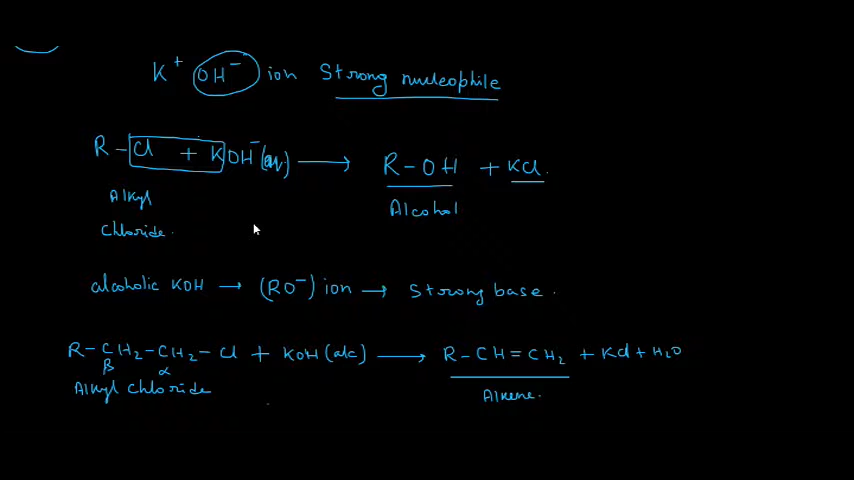 K⁺ OH⁻ ion Strong nucleophile
R-Cl + KOH⁻(aq.) ⟶ R-OH + KCl.
Alkyl Alcohol
Chloride.
alcoholic KOH → (RO⁻) ion → Strong base.
R-CH₂-CH₂-Cl + KOH(alc) ⟶ R-CH=CH₂ + KCl + H₂O
β α
Alkyl Chloride Alkene.